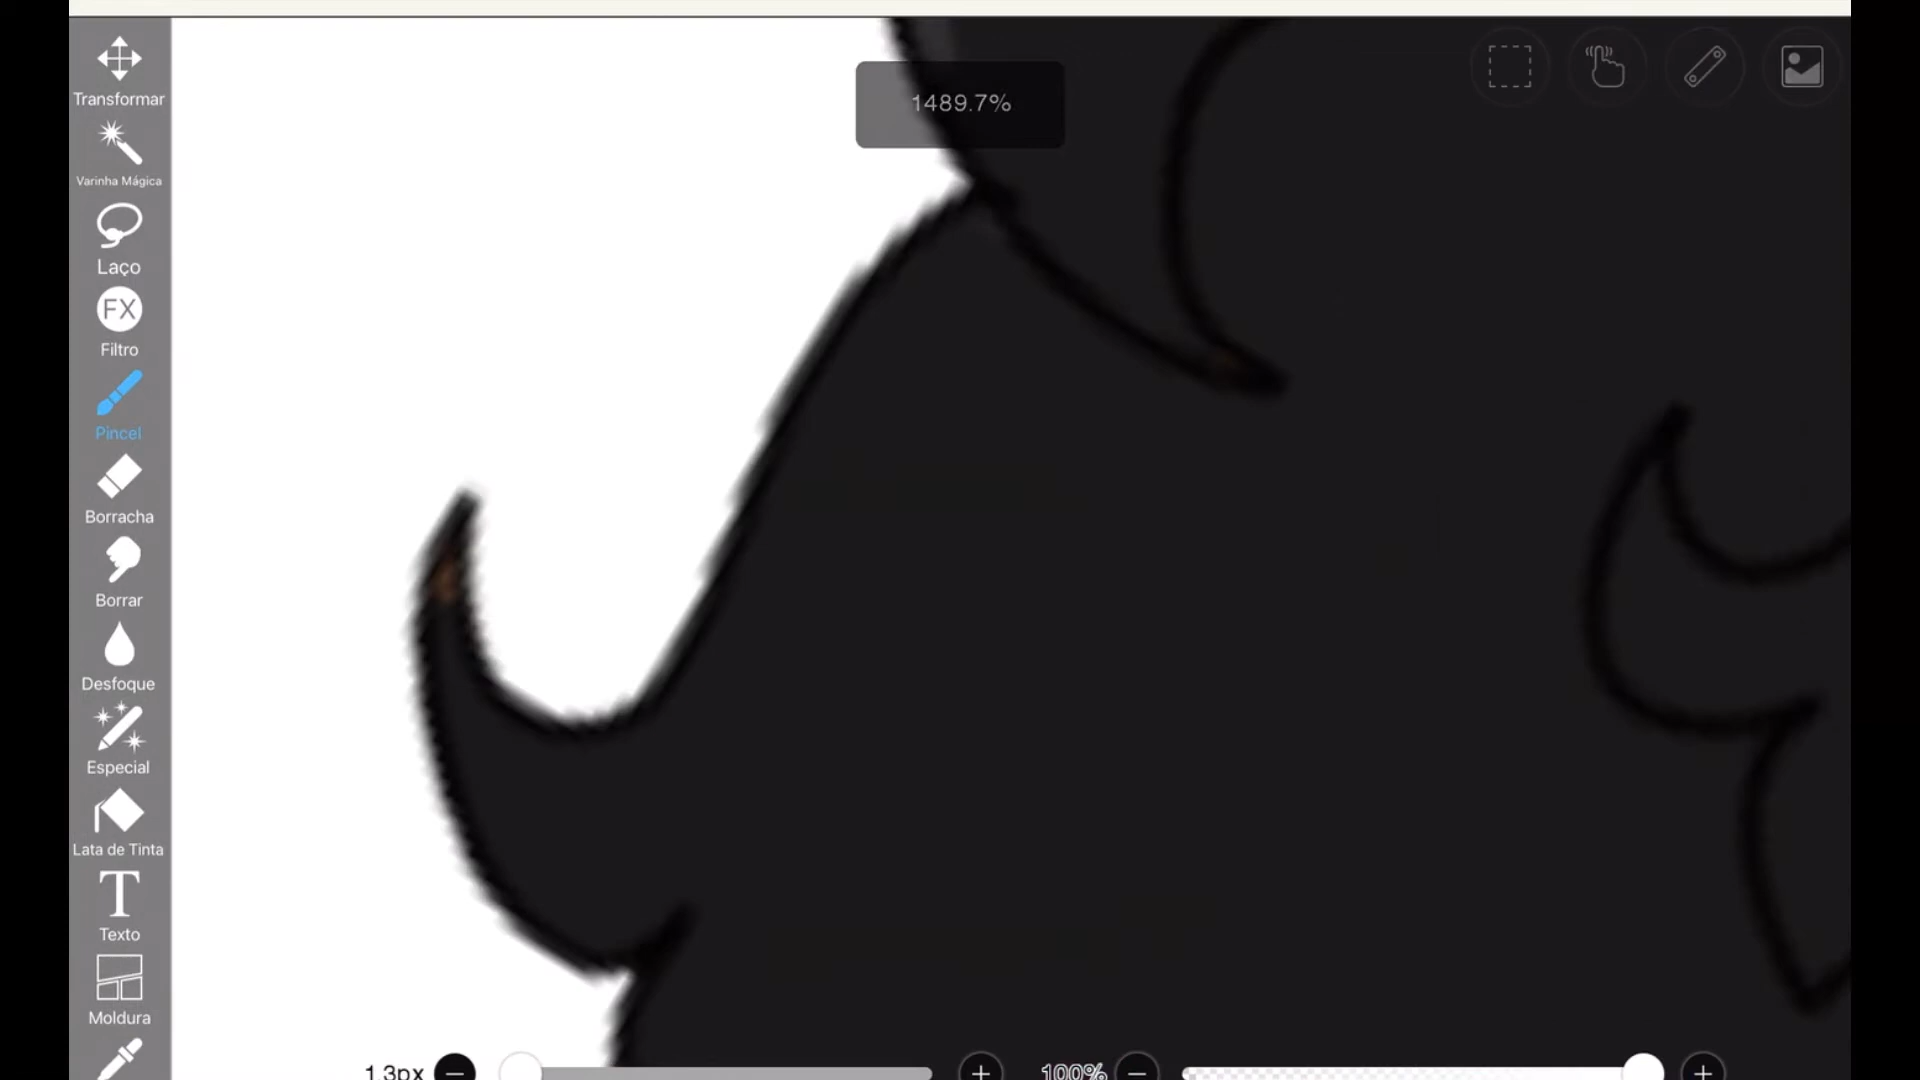 Transformar
1489.7%
Varinha Mágica
Laço
FX
Filtro
Pincel
Borracha
Borrar
Desfoque
Especial
Lata de Tinta
T
Texto
Moldura
1.3px
100%